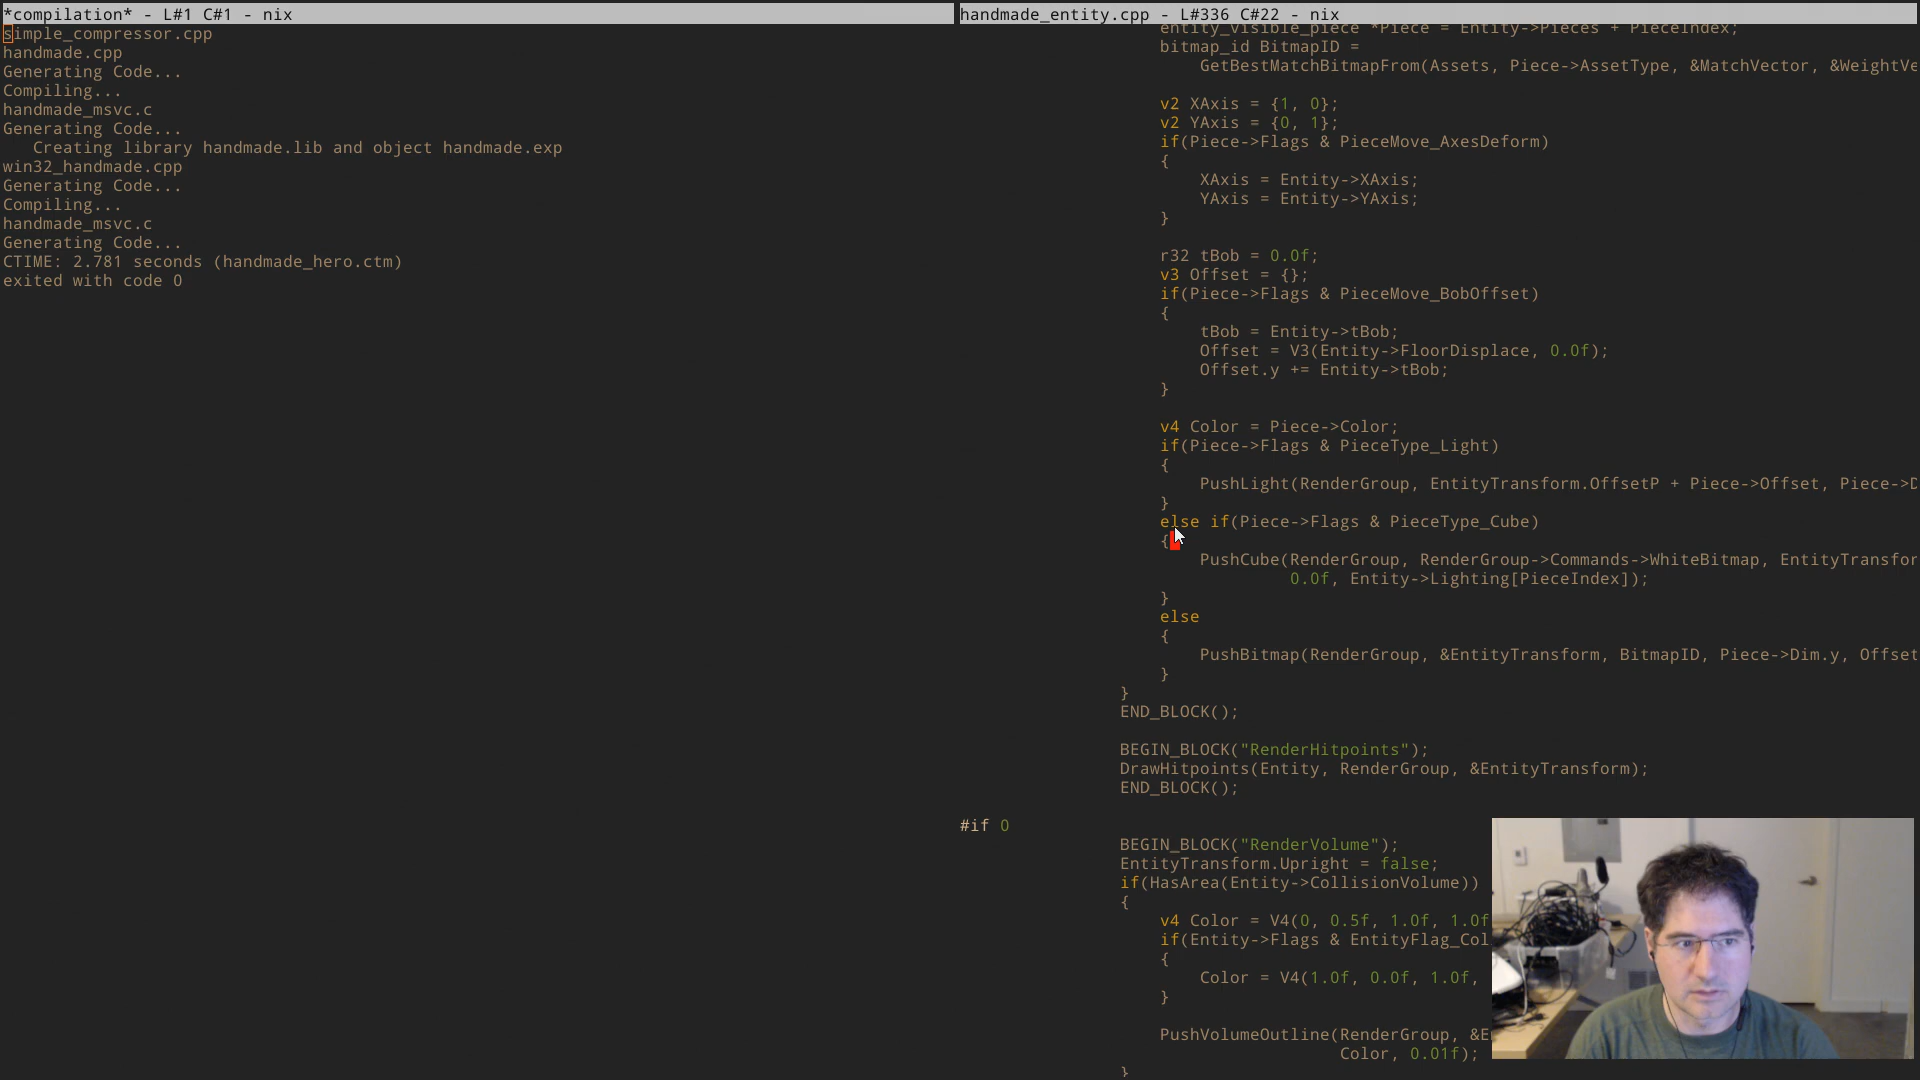 *compilation* - L#1 C#1 - nix
simple_compressor.cpp
handmade.cpp
Generating Code...
Compiling...
handmade_msvc.c
Generating Code...
   Creating library handmade.lib and object handmade.exp
win32_handmade.cpp
Generating Code...
Compiling...
handmade_msvc.c
Generating Code...
CTIME: 2.781 seconds (handmade_hero.ctm)
exited with code 0
handmade_entity.cpp - L#336 C#22 - nix
entity_visible_piece *Piece = Entity->Pieces + PieceIndex;
bitmap_id BitmapID =
    GetBestMatchBitmapFrom(Assets, Piece->AssetType, &MatchVector, &WeightVe
v2 XAxis = {1, 0};
v2 YAxis = {0, 1};
if(Piece->Flags & PieceMove_AxesDeform)
{
    XAxis = Entity->XAxis;
    YAxis = Entity->YAxis;
}
r32 tBob = 0.0f;
v3 Offset = {};
if(Piece->Flags & PieceMove_BobOffset)
{
    tBob = Entity->tBob;
    Offset = V3(Entity->FloorDisplace, 0.0f);
    Offset.y += Entity->tBob;
}
v4 Color = Piece->Color;
if(Piece->Flags & PieceType_Light)
{
    PushLight(RenderGroup, EntityTransform.OffsetP + Piece->Offset, Piece->D
}
else if(Piece->Flags & PieceType_Cube)
{
    PushCube(RenderGroup, RenderGroup->Commands->WhiteBitmap, EntityTransfor
             0.0f, Entity->Lighting[PieceIndex]);
}
else
{
    PushBitmap(RenderGroup, &EntityTransform, BitmapID, Piece->Dim.y, Offset
}
}
END_BLOCK();
BEGIN_BLOCK("RenderHitpoints");
DrawHitpoints(Entity, RenderGroup, &EntityTransform);
END_BLOCK();
#if 0
BEGIN_BLOCK("RenderVolume");
EntityTransform.Upright = false;
if(HasArea(Entity->CollisionVolume))
{
    v4 Color = V4(0, 0.5f, 1.0f, 1.0f
    if(Entity->Flags & EntityFlag_Col
    {
        Color = V4(1.0f, 0.0f, 1.0f,
    }
    PushVolumeOutline(RenderGroup, &E
                      Color, 0.01f);
}